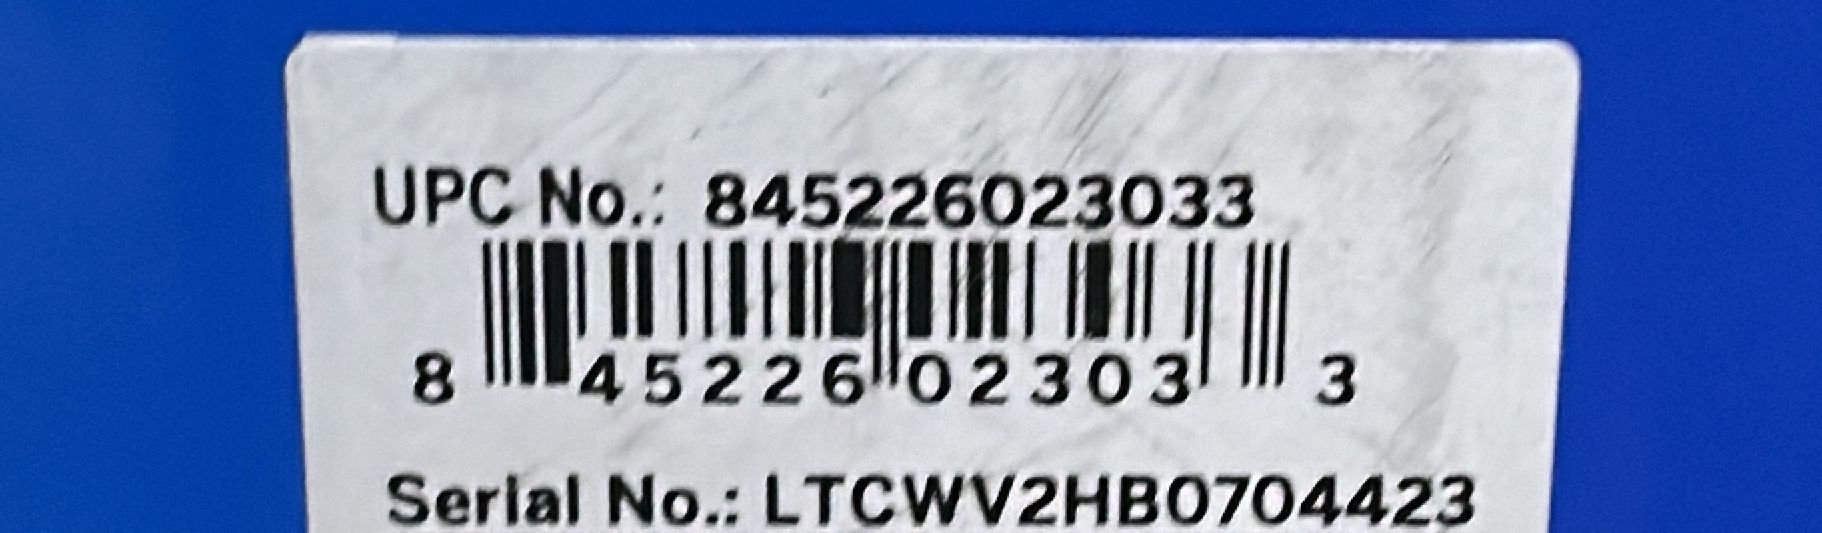 UPC No.: 845226023033
8 45226 02303 3
Serial No.: LTCWV2HB0704423